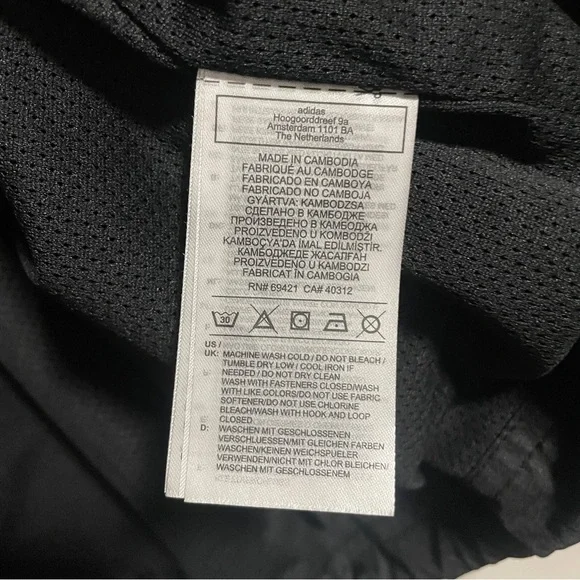 adidas
Hoogoorddreef 9a
Amsterdam 1101 BA
The Netherlands
MADE IN CAMBODIA
FABRIQUÉ AU CAMBODGE
FABRICADO EN CAMBOYA
FABRICADO NO CAMBOJA
GYÁRTVA: KAMBODZSA
СДЕЛАНО В КАМБОДЖЕ
ПРОИЗВЕДЕНО В КАМБОДЖА
PROIZVEDENO U KOMBODŽI
KAMBOÇYA'DA İMAL EDİLMİŞTİR.
КАМБОДЖЕДЕ ЖАСАЛҒАН
PROIZVEDENO U KAMBODŽI
FABRICAT ÎN CAMBOGIA
RN# 69421 CA# 40312
30
US /
UK: MACHINE WASH COLD / DO NOT BLEACH /
TUMBLE DRY LOW / COOL IRON IF
NEEDED / DO NOT DRY CLEAN
WASH WITH FASTENERS CLOSED/WASH
WITH LIKE COLORS/DO NOT USE FABRIC
SOFTENER/DO NOT USE CHLORINE
BLEACH/WASH WITH HOOK AND LOOP
CLOSED
D: WASCHEN MIT GESCHLOSSENEN
VERSCHLUESSEN/MIT GLEICHEN FARBEN
WASCHEN/KEINEN WEICHSPUELER
VERWENDEN/NICHT MIT CHLOR BLEICHEN/
WASCHEN MIT GESCHLOSSENEM